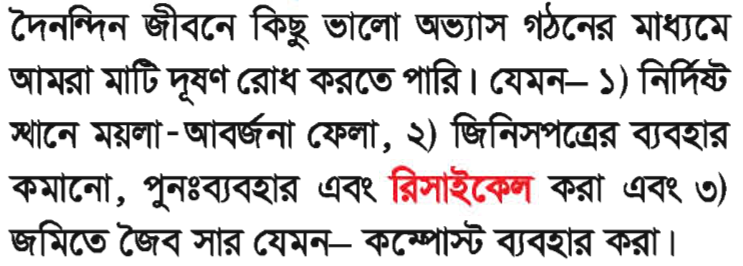 দৈনন্দিন জীবনে কিছু ভালো অভ্যাস গঠনের মাধ্যমে
আমরা মাটি দূষণ রোধ করতে পারি। যেমন– ১) নির্দিষ্ট
স্থানে ময়লা-আবর্জনা ফেলা, ২) জিনিসপত্রের ব্যবহার
কমানো, পুনঃব্যবহার এবং রিসাইকেল করা এবং ৩)
জমিতে জৈব সার যেমন– কম্পোস্ট ব্যবহার করা।